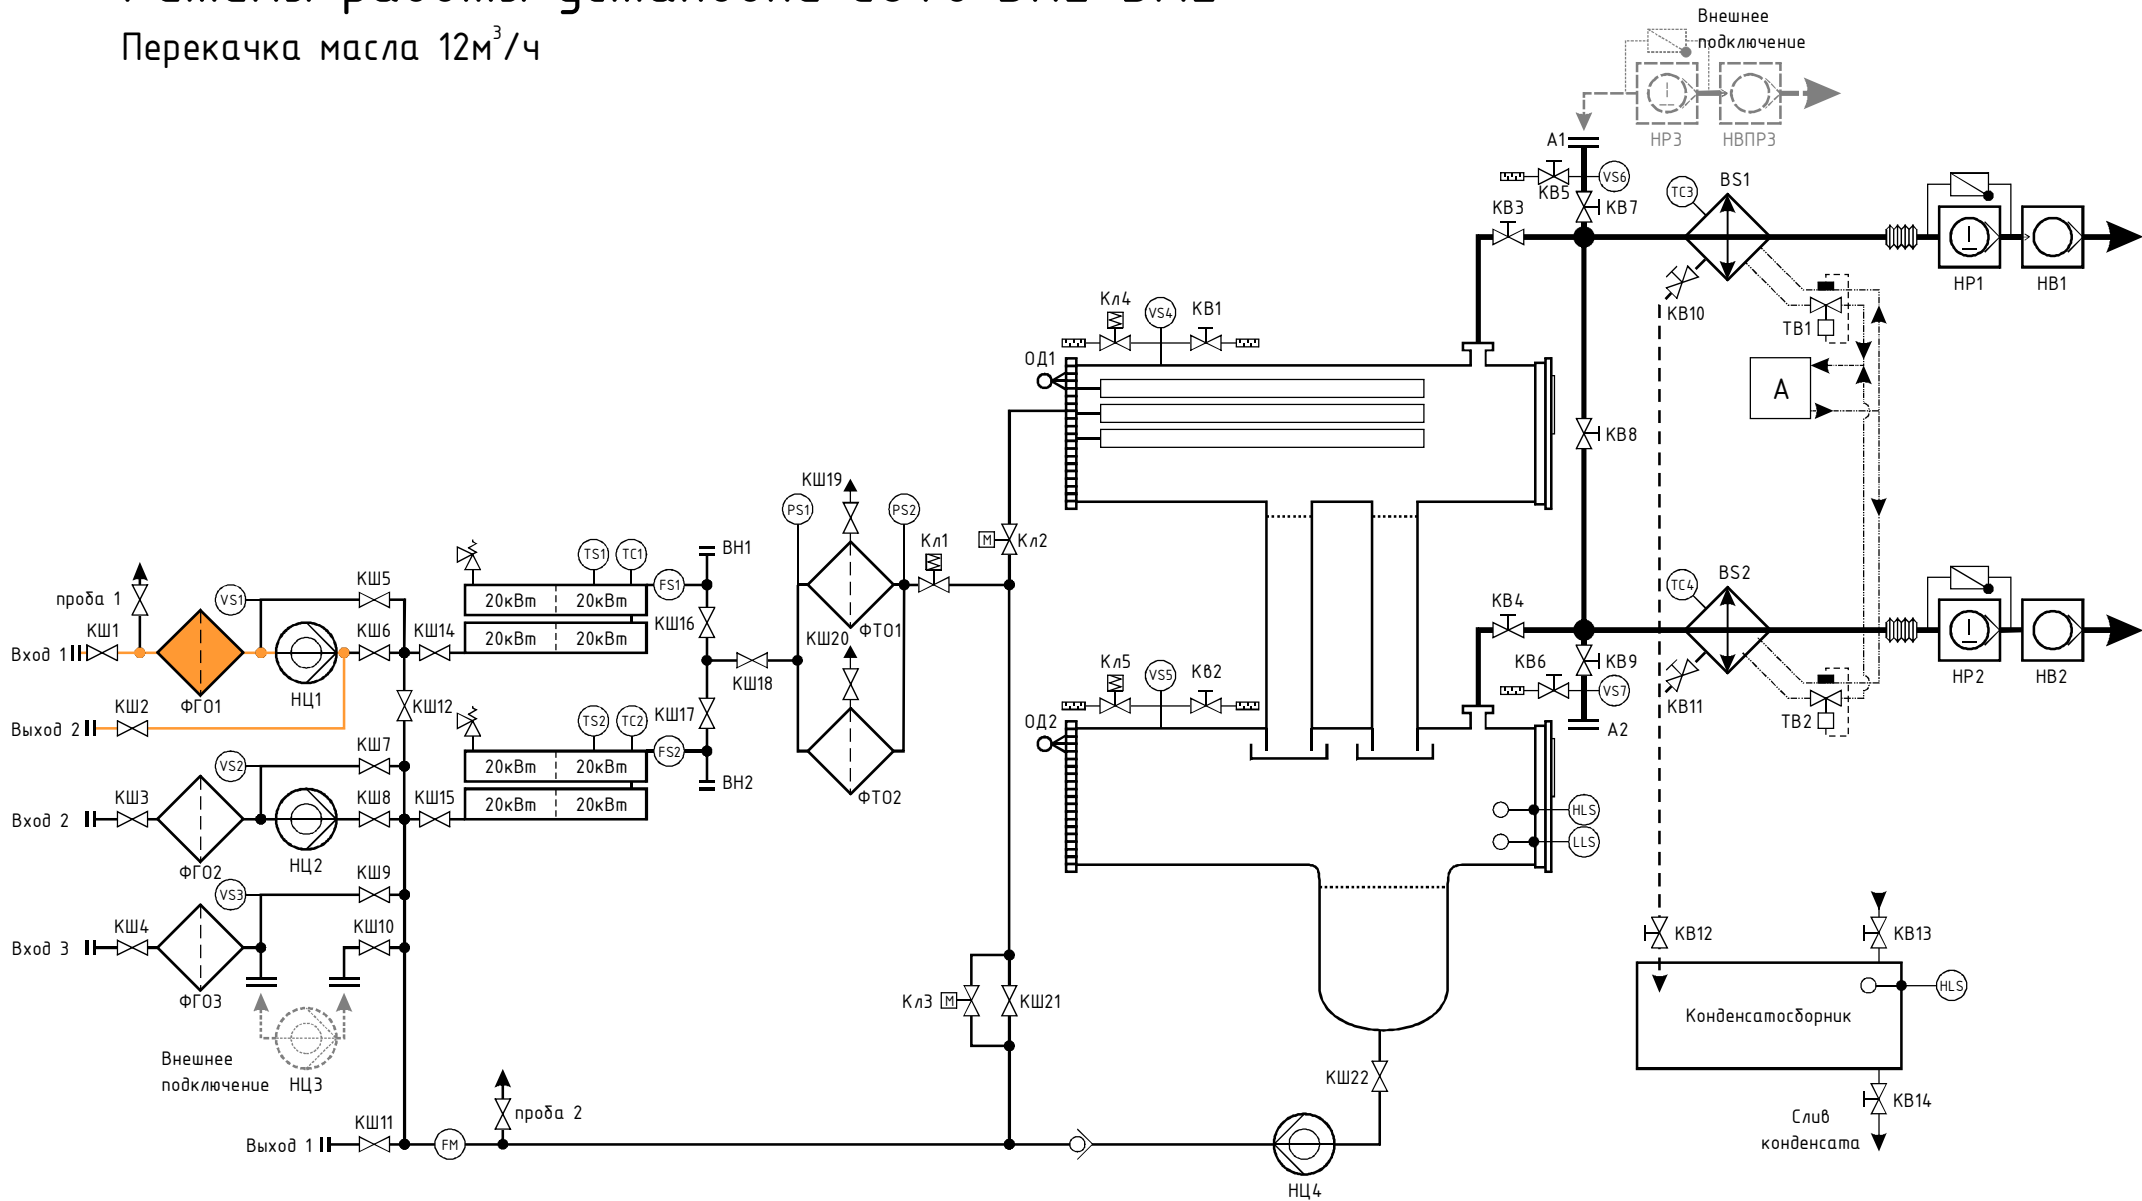 Перекачка масла 12м³/ч
Внешнее
подключение
НР3
НВПР3
А1
КВ5
VS6
КВ7
КВ3
TC3
BS1
НР1
НВ1
КВ10
ТВ1
А
Кл4
VS4
КВ1
ОД1
КВ8
КШ19
PS1
PS2
Кл1
М
Кл2
КШ20
ФТО1
ФТО2
ВН1
TS1
TC1
FS1
20кВт
20кВт
20кВт
20кВт
КШ16
КШ18
КШ17
TS2
TC2
FS2
ВН2
20кВт
20кВт
20кВт
20кВт
проба 1
VS1
КШ5
КШ1
КШ6
КШ14
Вход 1
ФГО1
НЦ1
КШ2
КШ12
Выход 2
КШ7
VS2
КШ3
КШ8
КШ15
Вход 2
ФГО2
НЦ2
КШ9
VS3
КШ4
КШ10
Вход 3
ФГО3
Внешнее
подключение
НЦ3
КШ11
Выход 1
FM
проба 2
Кл3
М
КШ21
КШ22
НЦ4
Кл5
VS5
Кв2
ОД2
КВ4
КВ6
КВ9
VS7
А2
HLS
LLS
TC4
BS2
КВ11
ТВ2
НР2
НВ2
КВ12
КВ13
HLS
Конденсатосборник
КВ14
Слив
конденсата